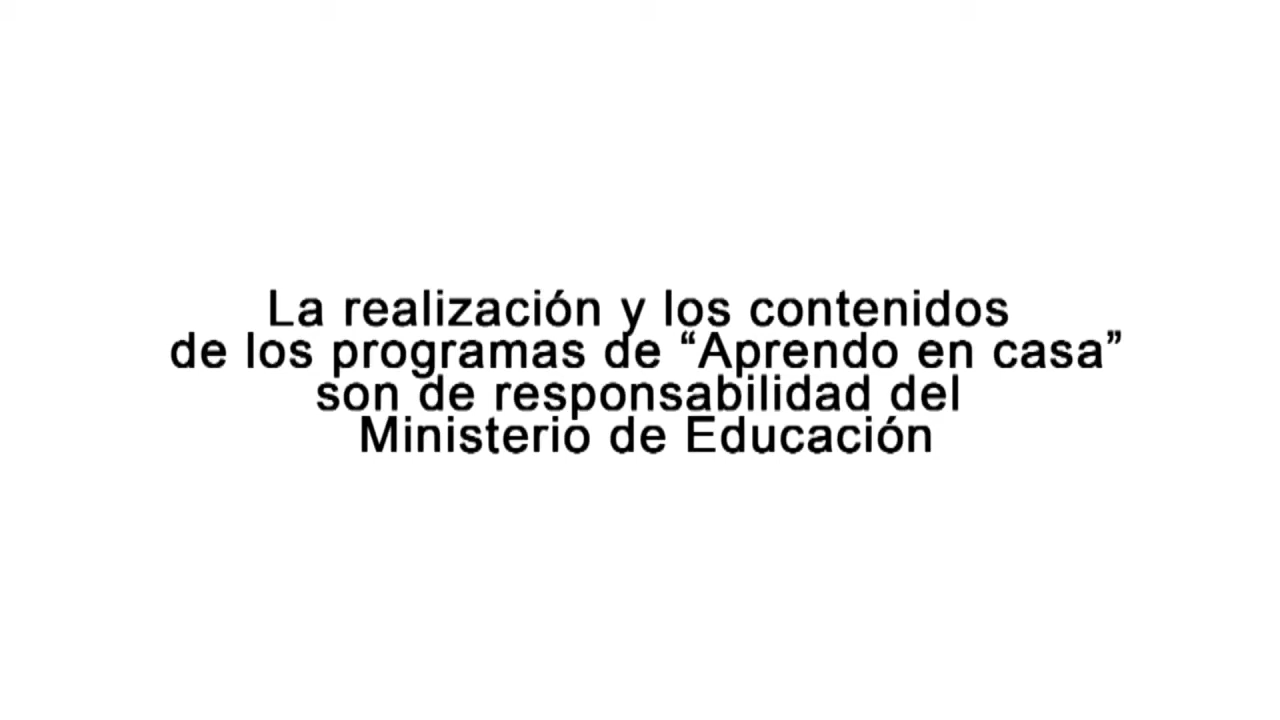 La realización y los contenidos
de los programas de “Aprendo en casa”
son de responsabilidad del
Ministerio de Educación